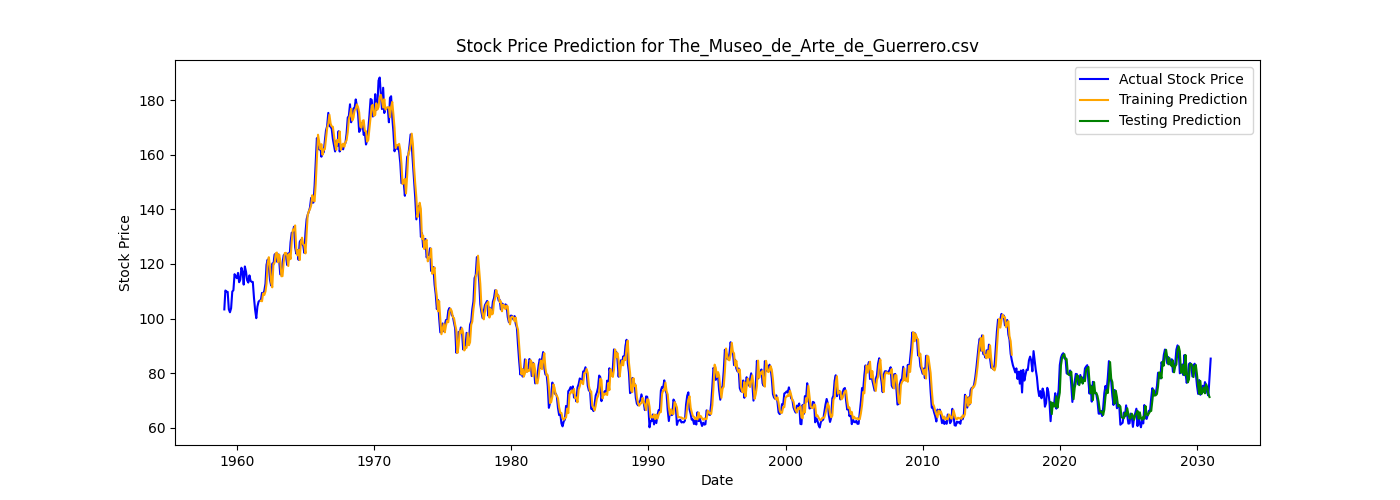 Stock Price Prediction for The_Museo_de_Arte_de_Guerrero.csv
Actual Stock Price
Training Prediction
Testing Prediction
Stock Price
180
160
140
120
100
80
60
1960 1970 1980 1990 2000 2010 2020 2030
Date